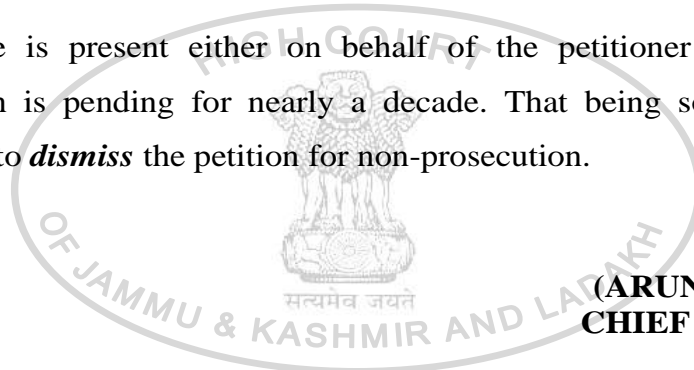 e is present either on behalf of the petitioner
is pending for nearly a decade. That being
to dismiss the petition for non-prosecution.
HIGH COURT
OF JAMMU & KASHMIR AND LADAKH
सत्यमेव जयते
(ARUN
CHIEF